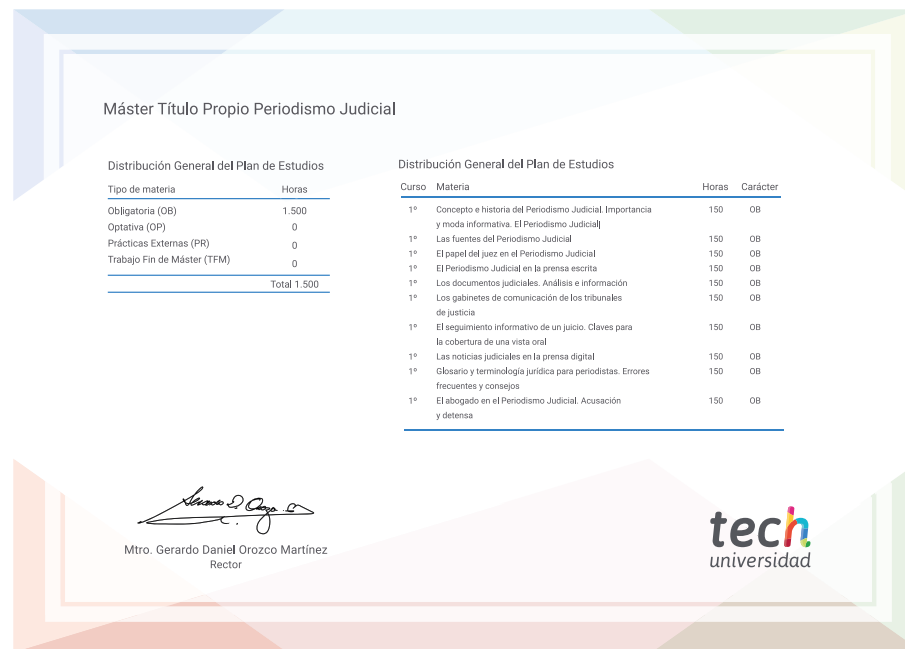 Máster Título Propio Periodismo Judicial
Distribución General del Plan de Estudios
Tipo de materia Horas
Obligatoria (OB) 1.500
Optativa (OP) 0
Prácticas Externas (PR) 0
Trabajo Fin de Máster (TFM) 0
Total 1.500
Distribución General del Plan de Estudios
Curso Materia Horas Carácter
1º Concepto e historia del Periodismo Judicial. Importancia 150 OB
y moda informativa. El Periodismo Judicial|
1º Las fuentes del Periodismo Judicial 150 OB
1º El papel del juez en el Periodismo Judicial 150 OB
1º El Periodismo Judicial en la prensa escrita 150 OB
1º Los documentos judiciales. Análisis e información 150 OB
1º Los gabinetes de comunicación de los tribunales 150 OB
de justicia
1º El seguimiento informativo de un juicio. Claves para 150 OB
la cobertura de una vista oral
1º Las noticias judiciales en la prensa digital 150 OB
1º Glosario y terminología jurídica para periodistas. Errores 150 OB
frecuentes y consejos
1º El abogado en el Periodismo Judicial. Acusación 150 OB
y detensa
Mtro. Gerardo Daniel Orozco Martínez
Rector
tech
universidad